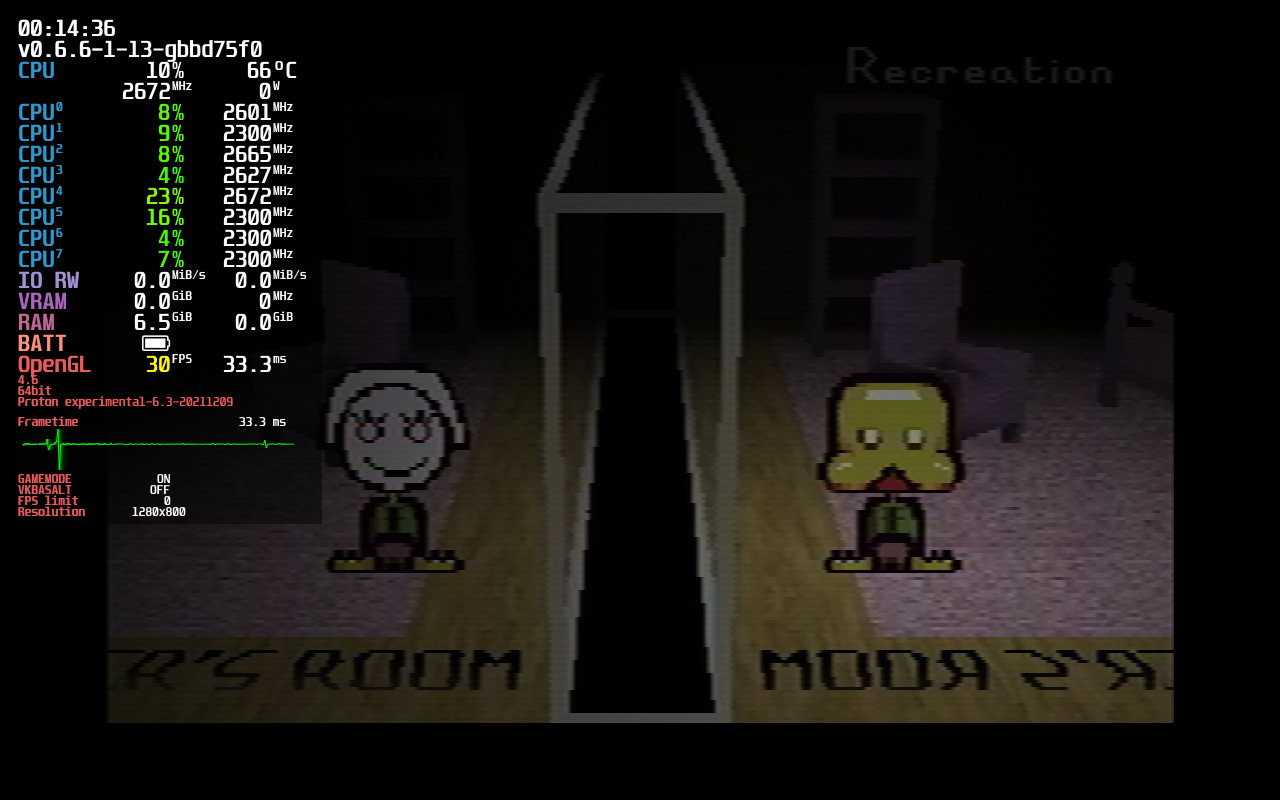 00:14:36
v0.6.6-1-13-gbbd75f0
CPU 10% 66°C
2672MHz 0W
CPU0 8% 2601MHz
CPU1 9% 2300MHz
CPU2 8% 2665MHz
CPU3 4% 2627MHz
CPU4 23% 2672MHz
CPU5 16% 2300MHz
CPU6 4% 2300MHz
CPU7 7% 2300MHz
IO RW 0.0MiB/s 0.0MiB/s
VRAM 0.0GiB 0MHz
RAM 6.5GiB 0.0GiB
BATT
OpenGL 30FPS 33.3ms
4.6
64bit
Proton experimental-6.3-20211209
Frametime 33.3 ms
GAMEMODE ON
VKBASALT OFF
FPS limit 0
Resolution 1280x800
Recreation
R'S ROOM
R'S ROOM